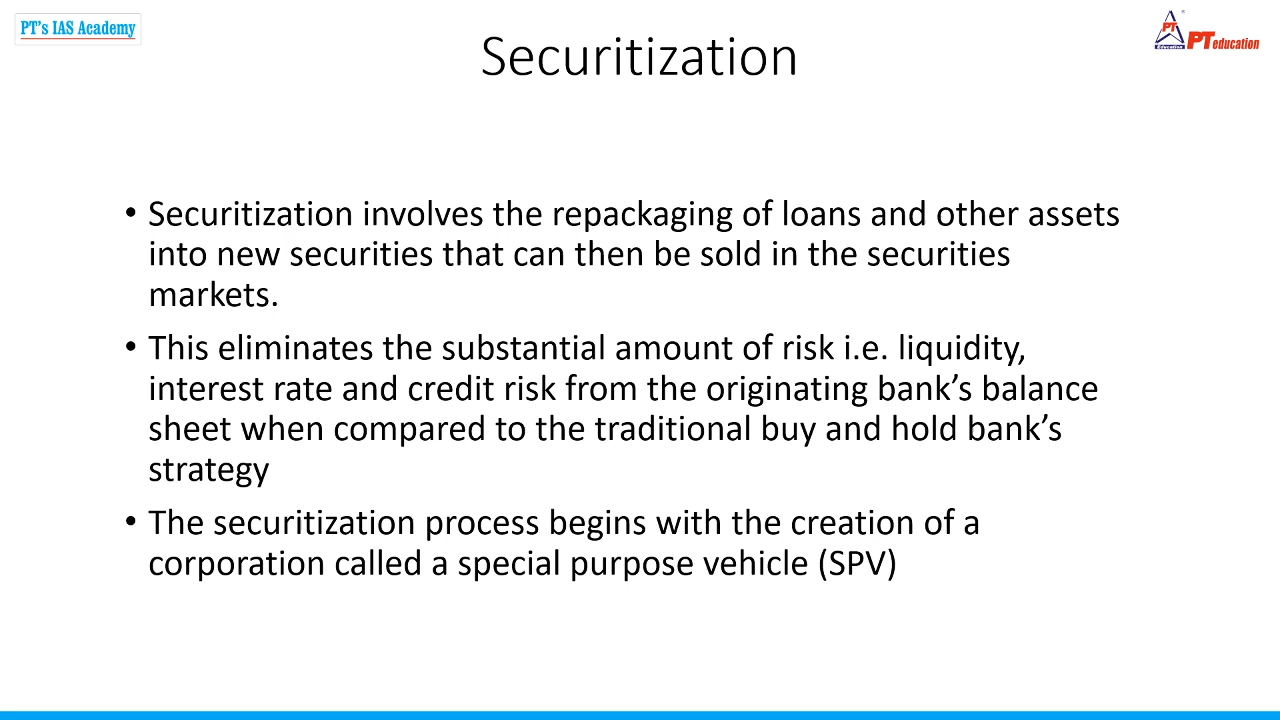 PT's IAS Academy
Securitization
PT
Education
PT education
• Securitization involves the repackaging of loans and other assets
into new securities that can then be sold in the securities
markets.
• This eliminates the substantial amount of risk i.e. liquidity,
interest rate and credit risk from the originating bank’s balance
sheet when compared to the traditional buy and hold bank’s
strategy
• The securitization process begins with the creation of a
corporation called a special purpose vehicle (SPV)